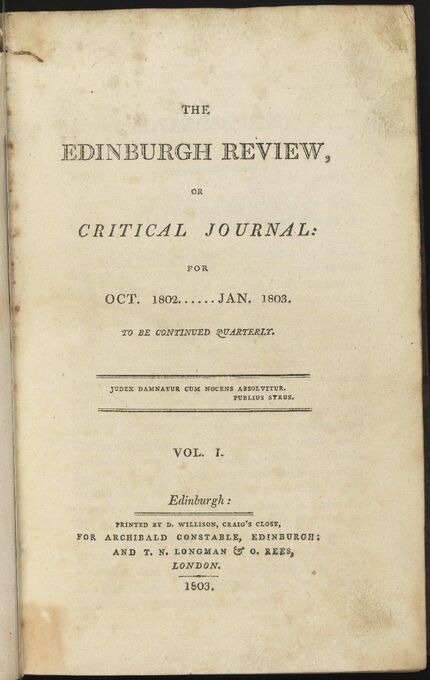 THE
EDINBURGH REVIEW,
OR
CRITICAL JOURNAL:
FOR
OCT. 1802......JAN. 1803.
TO BE CONTINUED QUARTERLY.
JUDEX DAMNATUR CUM NOCENS ABSOLVITUR.
PUBLIUS SYRUS.
VOL. I.
Edinburgh:
PRINTED BY D. WILLISON, CRAIG'S CLOSE,
FOR ARCHIBALD CONSTABLE, EDINBURGH;
AND T. N. LONGMAN & O. REES,
LONDON.
1803.